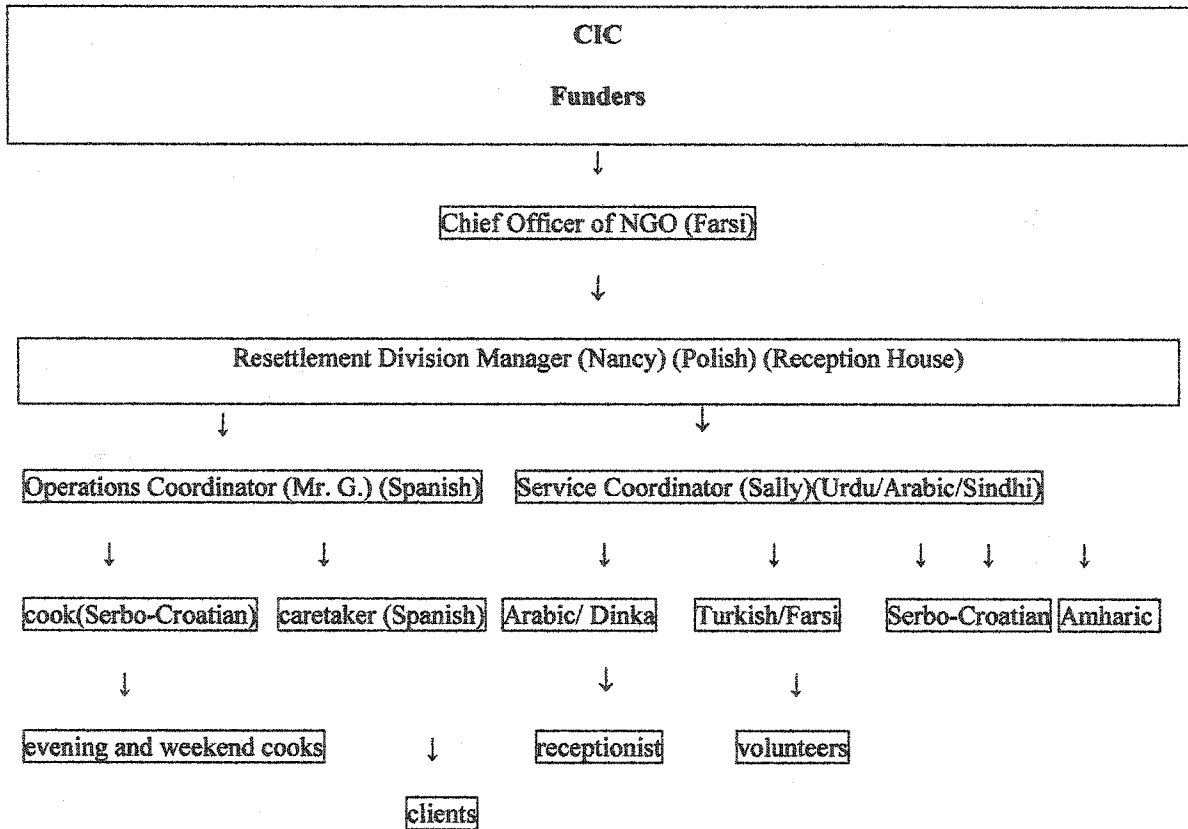 CIC
Funders
↓
Chief Officer of NGO (Farsi)
↓
Resettlement Division Manager (Nancy) (Polish) (Reception House)
↓ ↓
Operations Coordinator (Mr. G.) (Spanish) Service Coordinator (Sally)(Urdu/Arabic/Sindhi)
↓ ↓ ↓ ↓ ↓ ↓ ↓
cook(Serbo-Croatian) caretaker (Spanish) Arabic/ Dinka Turkish/Farsi Serbo-Croatian Amharic
↓ ↓ ↓
evening and weekend cooks ↓ receptionist volunteers
clients